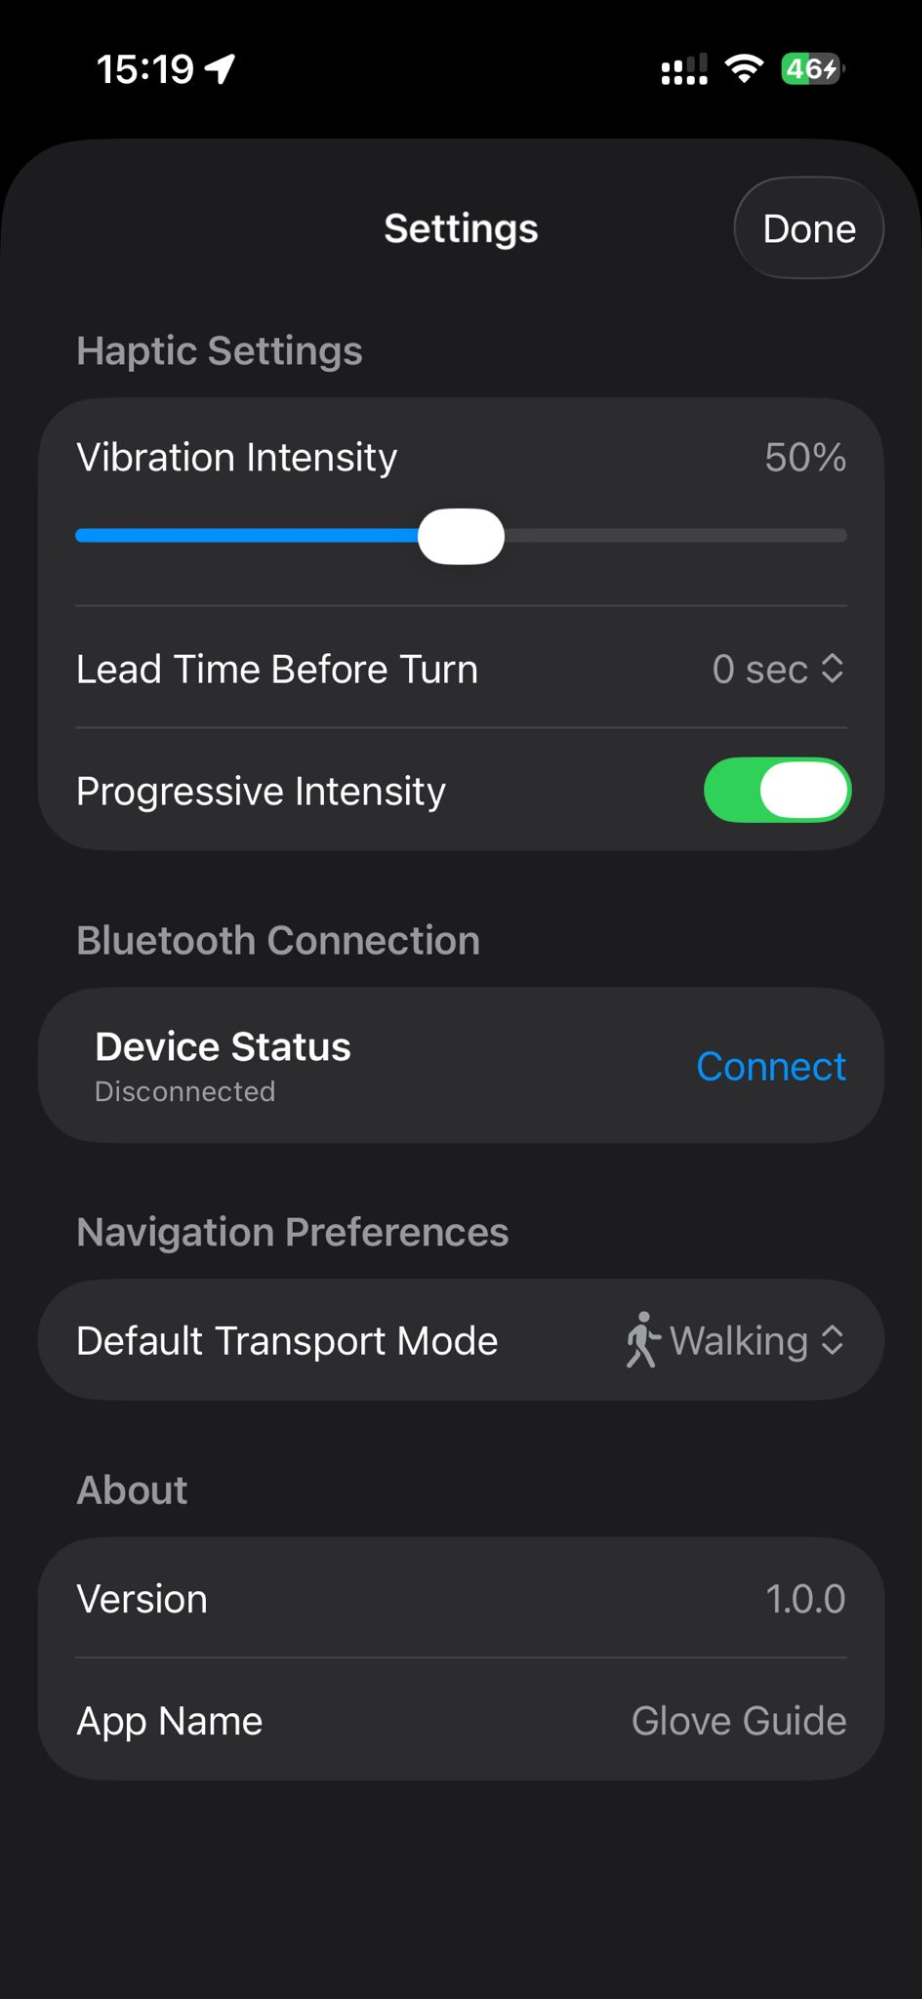 15:19
46
Settings
Done
Haptic Settings
Vibration Intensity 50%
Lead Time Before Turn 0 sec
Progressive Intensity
Bluetooth Connection
Device Status
Disconnected
Connect
Navigation Preferences
Default Transport Mode Walking
About
Version 1.0.0
App Name Glove Guide